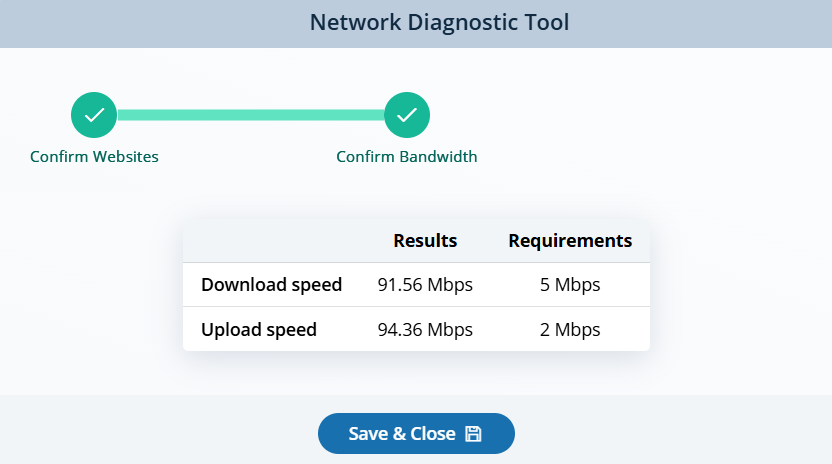 Network Diagnostic Tool
Confirm Websites
Confirm Bandwidth
Results Requirements
Download speed 91.56 Mbps 5 Mbps
Upload speed 94.36 Mbps 2 Mbps
Save & Close